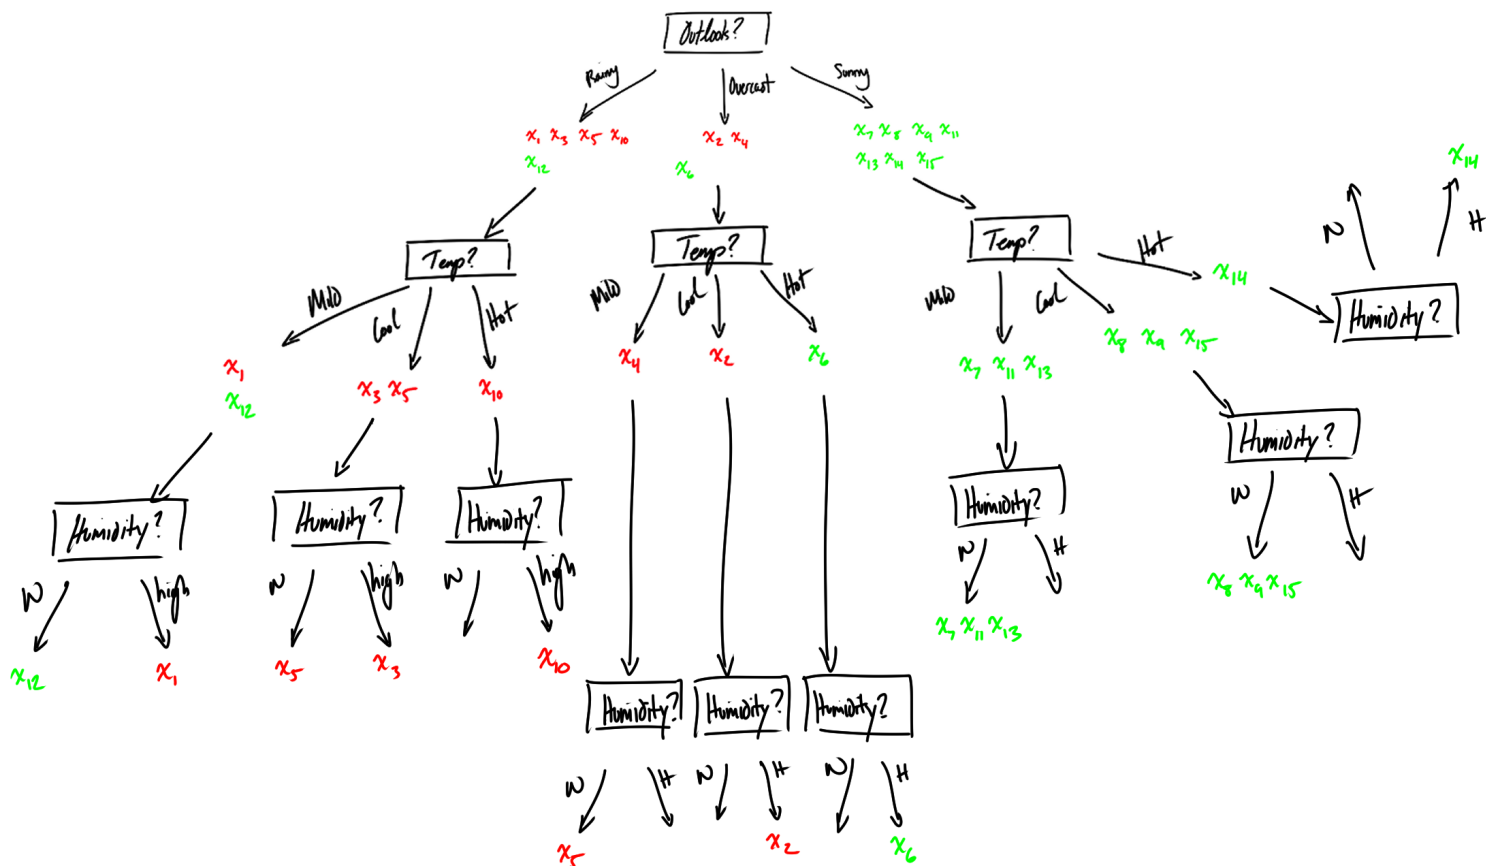 Outlook?
Rainy
Overcast
Sunny
x1 x3 x5 x10
x12
x2 x4
x6
x7 x8 x9 x11
x13 x14 x15
x14
N
H
Temp?
Temp?
Temp?
Hot
x14
Humidity?
Mild
Cool
Hot
Mild
Cool
Hot
Mild
Cool
x1
x12
x3 x5
x10
x4
x2
x6
x7 x11 x13
x8 x9 x15
Humidity?
Humidity?
Humidity?
Humidity?
Humidity?
N
high
N
high
N
high
N
H
N
H
x12
x1
x5
x3
x10
x7 x11 x13
x8 x9 x15
Humidity?
Humidity?
Humidity?
N
H
N
H
N
H
x5
x2
x6